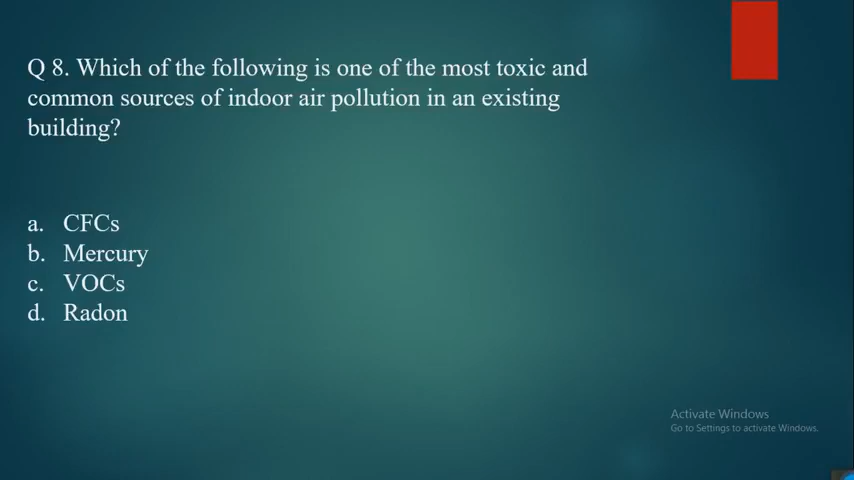 Q 8. Which of the following is one of the most toxic and
common sources of indoor air pollution in an existing
building?
a. CFCs
b. Mercury
c. VOCs
d. Radon
Activate Windows
Go to Settings to activate Windows.